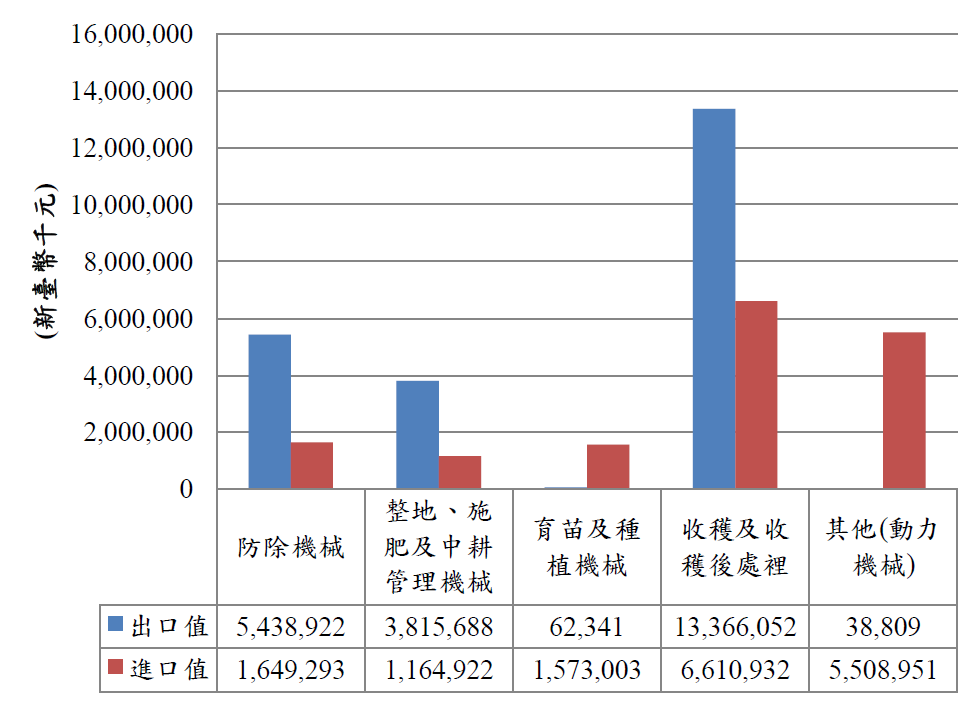 16,000,000
14,000,000
12,000,000
10,000,000
8,000,000
6,000,000
4,000,000
2,000,000
0
(新臺幣千元)
防除機械
整地、施
肥及中耕
管理機械
育苗及種
植機械
收穫及收
穫後處裡
其他(動力
機械)
出口值 5,438,922 3,815,688 62,341 13,366,052 38,809
進口值 1,649,293 1,164,922 1,573,003 6,610,932 5,508,951